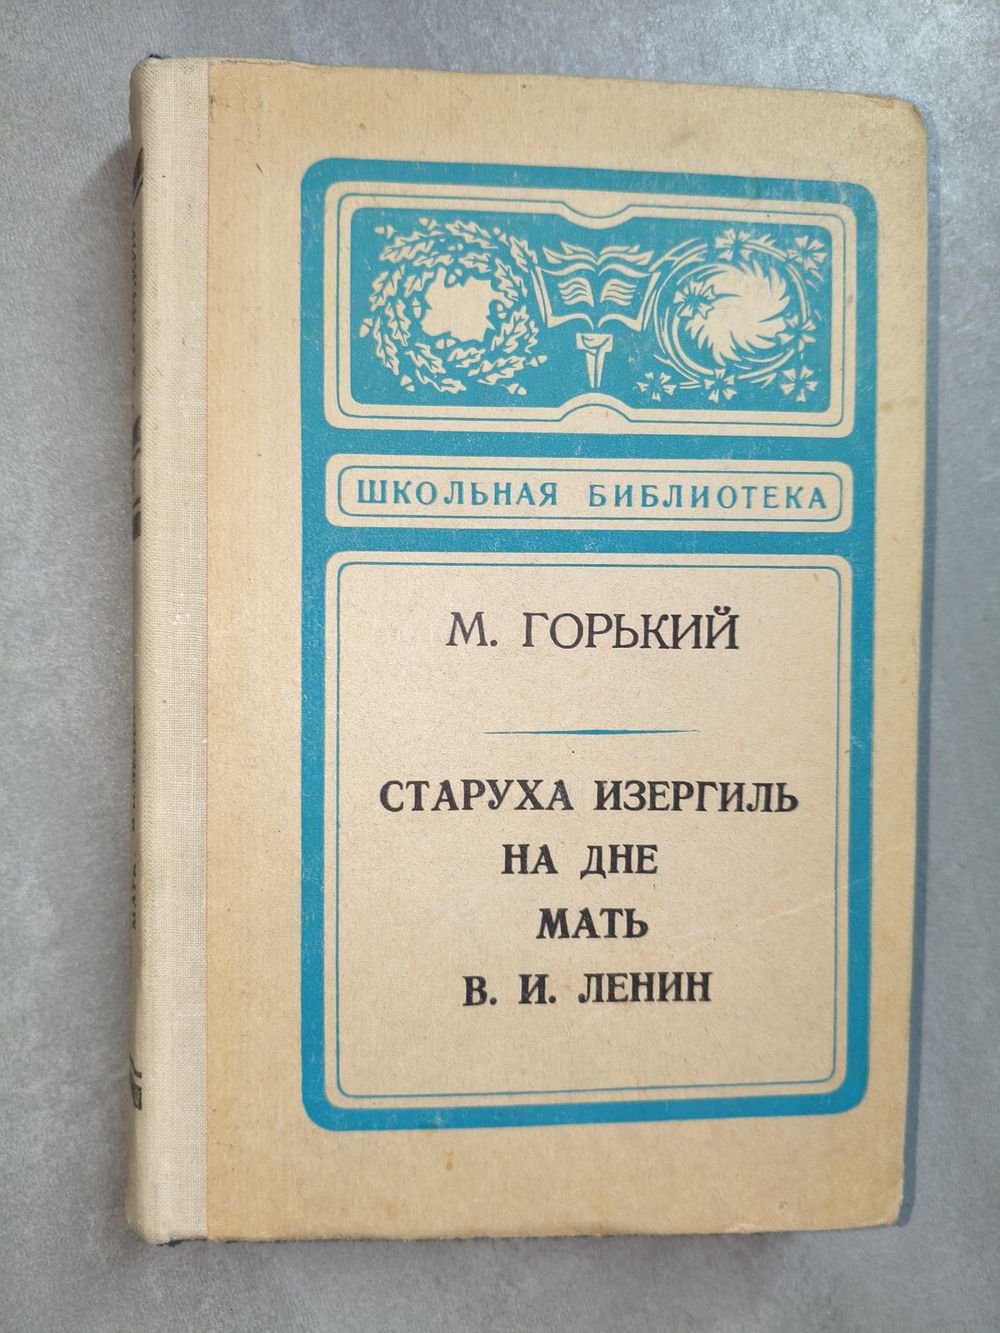 ШКОЛЬНАЯ БИБЛИОТЕКА
М. ГОРЬКИЙ
СТАРУХА ИЗЕРГИЛЬ
НА ДНЕ
МАТЬ
В. И. ЛЕНИН